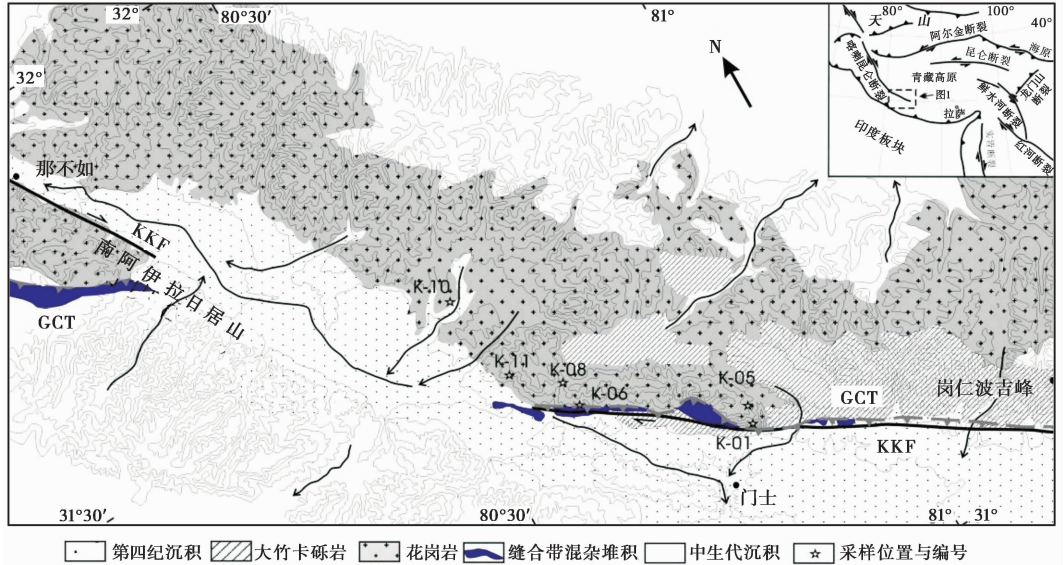 32°
80°30′
81°
32°
N
80°
100°
40°
天 山
阿尔金断裂
海原
昆仑断裂
喀喇昆仑断裂
青藏高原
图1
龙门山断裂
鲜水河断裂
拉萨
印度板块
红河断裂
那不如
KKF
南阿伊拉日居山
GCT
K-10
K-11
K-08
K-06
K-05
K-01
GCT
岗仁波吉峰
KKF
门士
31°30′
80°30′
81°
31°
第四纪沉积 大竹卡砾岩 花岗岩 缝合带混杂堆积 中生代沉积 采样位置与编号